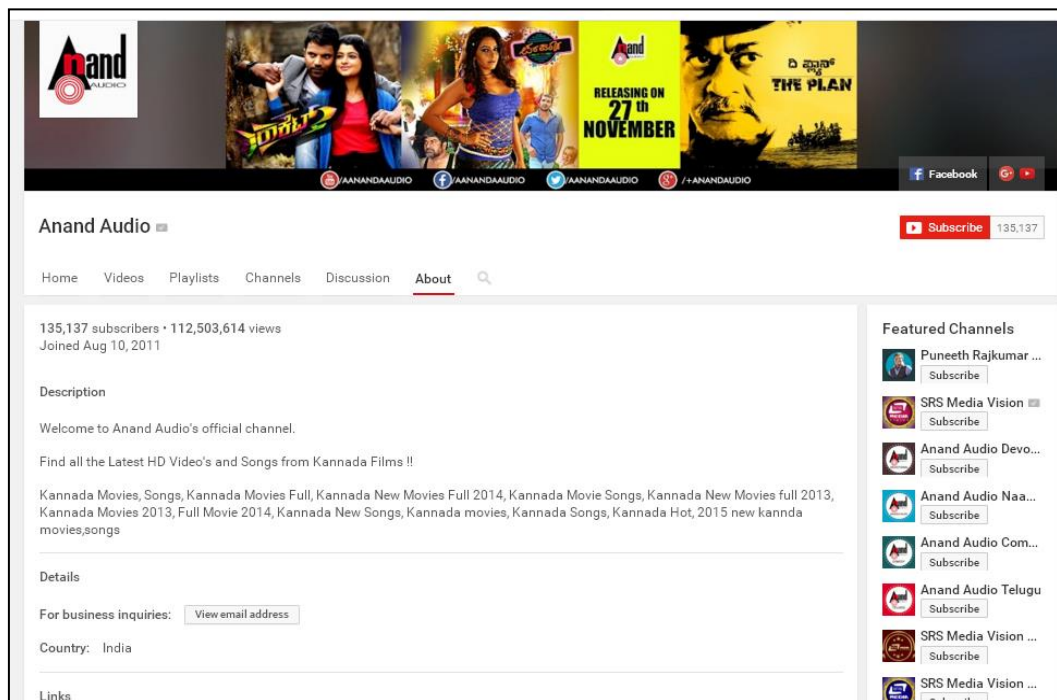 Anand
AUDIO
Anand
RELEASING ON
27 th
NOVEMBER
ದಿ ಪ್ಲಾನ್
THE PLAN
/AANANDAAUDIO
/AANANDAAUDIO
/AANANDAAUDIO
/+ANANDAUDIO
Facebook
Anand Audio
Subscribe 135,137
Home Videos Playlists Channels Discussion About
135,137 subscribers • 112,503,614 views
Joined Aug 10, 2011
Description
Welcome to Anand Audio's official channel.
Find all the Latest HD Video's and Songs from Kannada Films !!
Kannada Movies, Songs, Kannada Movies Full, Kannada New Movies Full 2014, Kannada Movie Songs, Kannada New Movies full 2013,
Kannada Movies 2013, Full Movie 2014, Kannada New Songs, Kannada movies, Kannada Songs, Kannada Hot, 2015 new kannda
movies,songs
Details
For business inquiries: View email address
Country: India
Links
Featured Channels
Puneeth Rajkumar ...
Subscribe
SRS Media Vision
Subscribe
Anand Audio Devo...
Subscribe
Anand Audio Naa...
Subscribe
Anand Audio Com...
Subscribe
Anand Audio Telugu
Subscribe
SRS Media Vision ...
Subscribe
SRS Media Vision ...